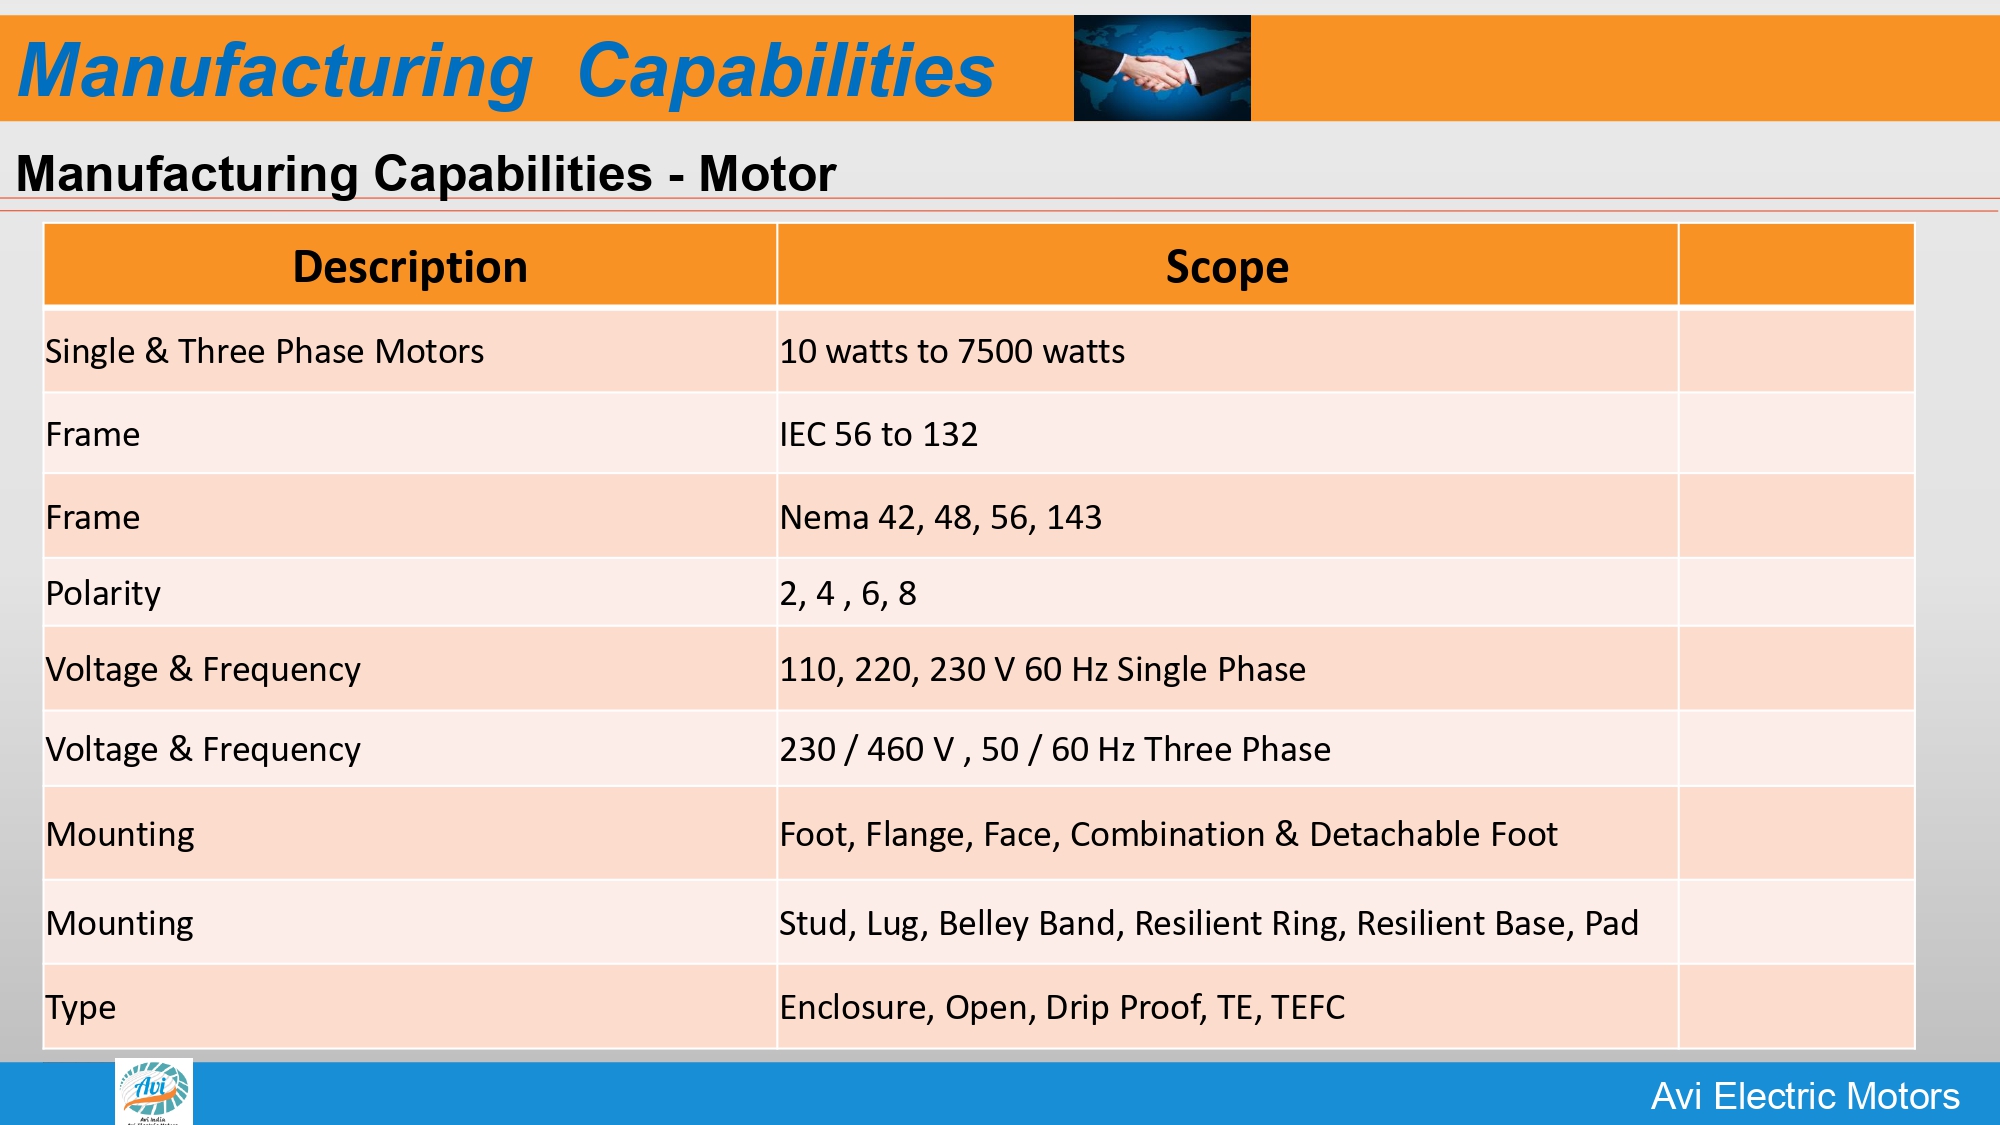 Manufacturing Capabilities
Manufacturing Capabilities - Motor
Description Scope
Single & Three Phase Motors 10 watts to 7500 watts
Frame IEC 56 to 132
Frame Nema 42, 48, 56, 143
Polarity 2, 4 , 6, 8
Voltage & Frequency 110, 220, 230 V 60 Hz Single Phase
Voltage & Frequency 230 / 460 V , 50 / 60 Hz Three Phase
Mounting Foot, Flange, Face, Combination & Detachable Foot
Mounting Stud, Lug, Belley Band, Resilient Ring, Resilient Base, Pad
Type Enclosure, Open, Drip Proof, TE, TEFC
Avi
Avi India
Avi Electric Motors